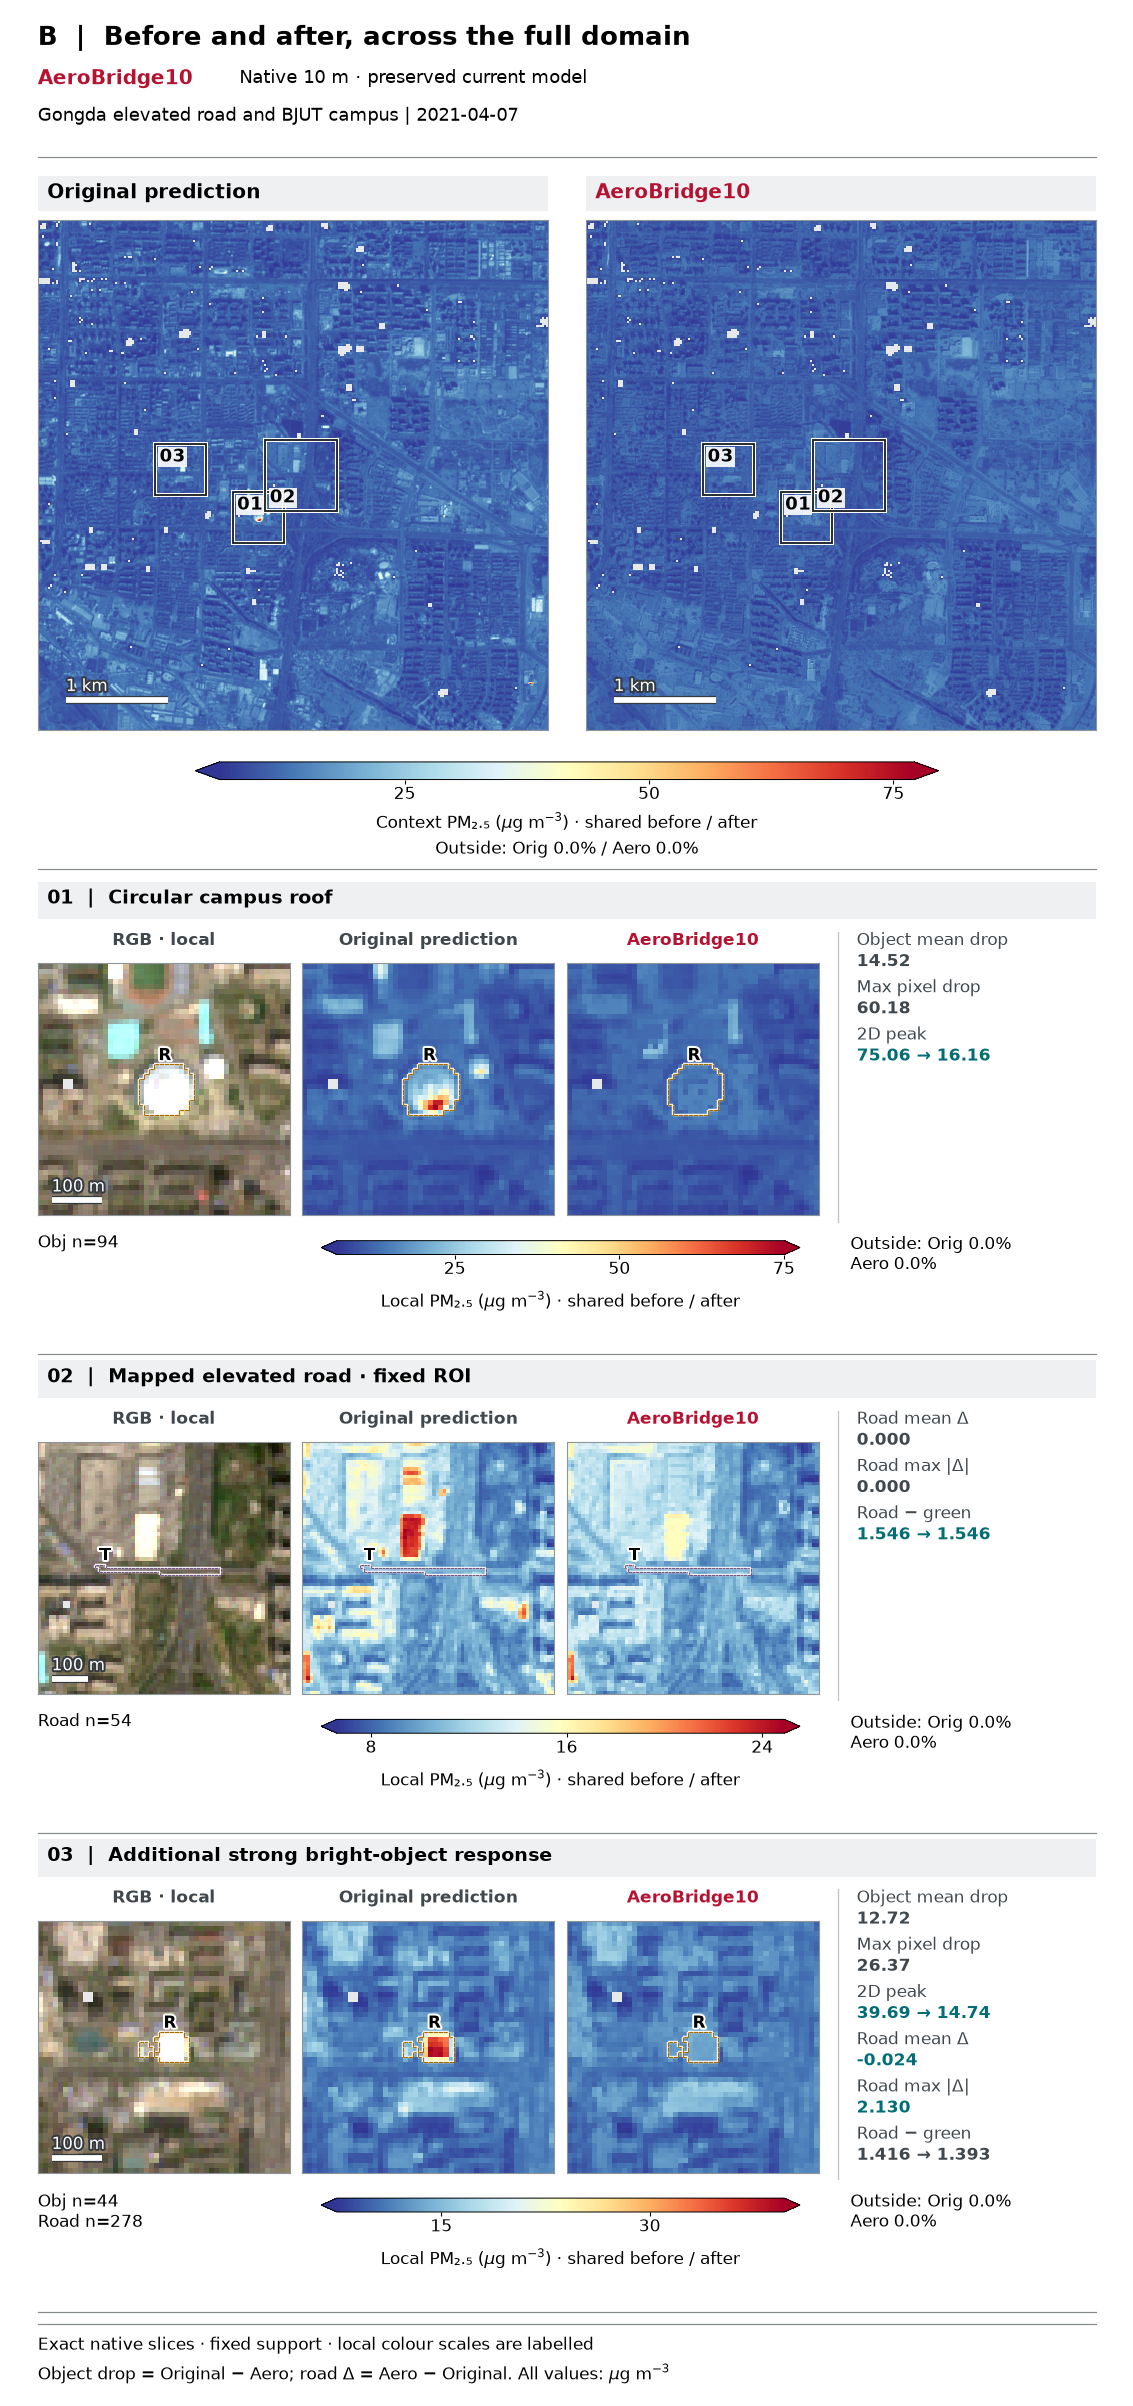 B | Before and after, across the full domain
AeroBridge10 Native 10 m · preserved current model
Gongda elevated road and BJUT campus | 2021-04-07
Original prediction
AeroBridge10
03
01
02
1 km
03
01
02
1 km
25 50 75
Context PM₂.₅ (μg m⁻³) · shared before / after
Outside: Orig 0.0% / Aero 0.0%
01 | Circular campus roof
RGB · local
Original prediction
AeroBridge10
R
100 m
R
R
Object mean drop
14.52
Max pixel drop
60.18
2D peak
75.06 → 16.16
Obj n=94
25 50 75
Local PM₂.₅ (μg m⁻³) · shared before / after
Outside: Orig 0.0%
Aero 0.0%
02 | Mapped elevated road · fixed ROI
RGB · local
Original prediction
AeroBridge10
T
100 m
T
T
Road mean Δ
0.000
Road max |Δ|
0.000
Road − green
1.546 → 1.546
Road n=54
8 16 24
Local PM₂.₅ (μg m⁻³) · shared before / after
Outside: Orig 0.0%
Aero 0.0%
03 | Additional strong bright-object response
RGB · local
Original prediction
AeroBridge10
R
100 m
R
R
Object mean drop
12.72
Max pixel drop
26.37
2D peak
39.69 → 14.74
Road mean Δ
-0.024
Road max |Δ|
2.130
Road − green
1.416 → 1.393
Obj n=44
Road n=278
15 30
Local PM₂.₅ (μg m⁻³) · shared before / after
Outside: Orig 0.0%
Aero 0.0%
Exact native slices · fixed support · local colour scales are labelled
Object drop = Original − Aero; road Δ = Aero − Original. All values: μg m⁻³